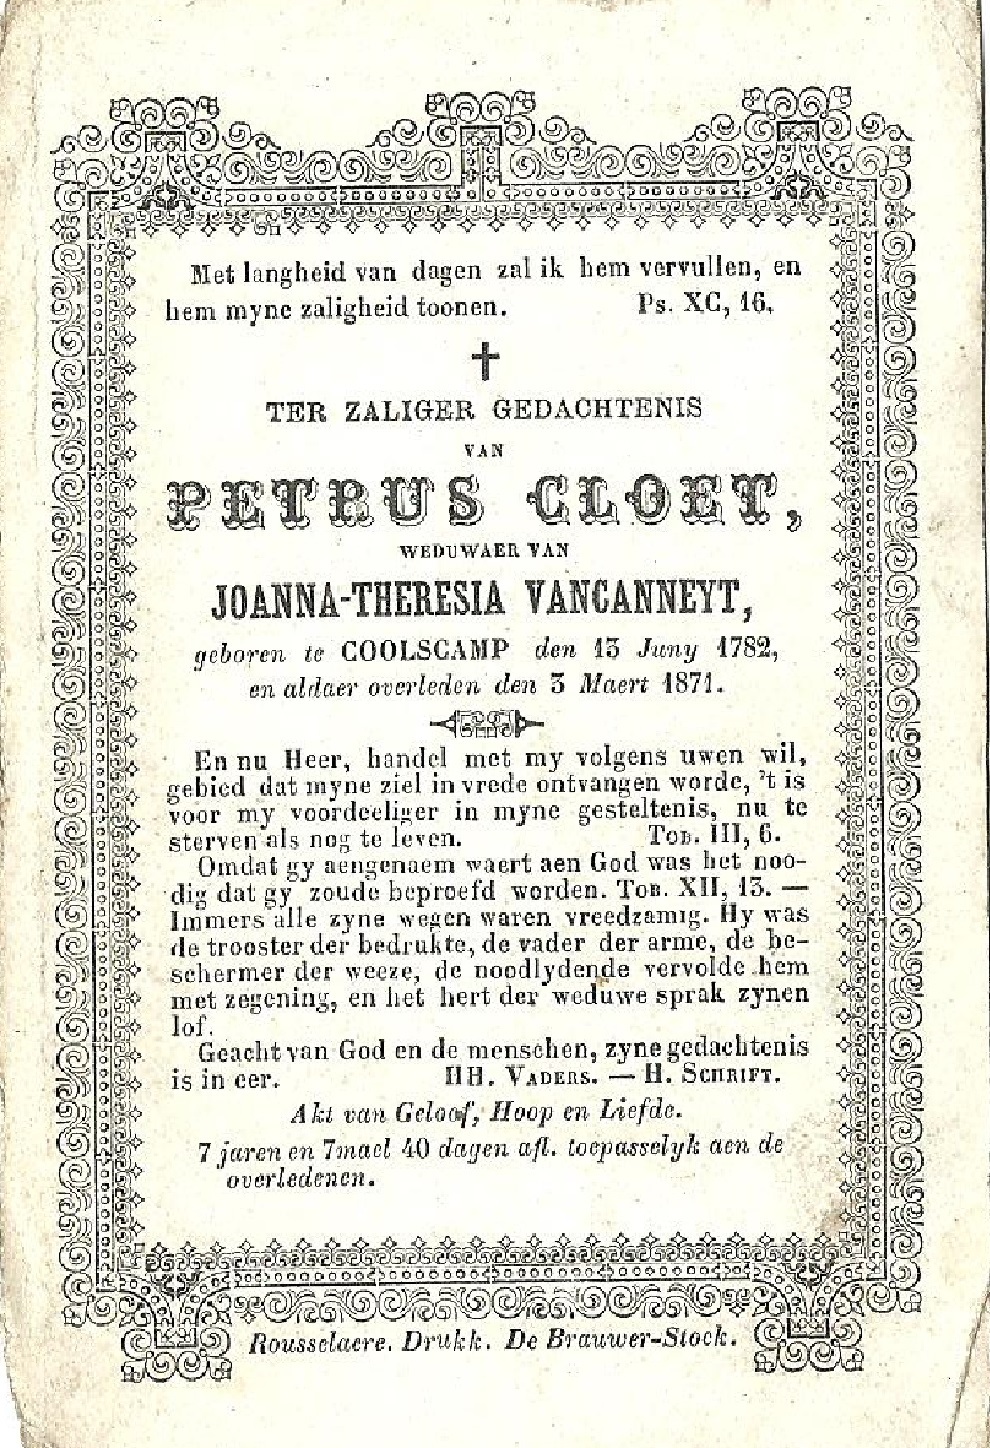 Met langheid van dagen zal ik hem vervullen, en
hem myne zaligheid toonen. Ps. XC, 16.
✝
TER ZALIGER GEDACHTENIS
VAN
PETRUS CLOET,
WEDUWAER VAN
JOANNA-THERESIA VANCANNEYT,
geboren te COOLSCAMP den 13 Juny 1782,
en aldaer overleden den 3 Maert 1871.
En nu Heer, handel met my volgens uwen wil,
gebied dat myne ziel in vrede ontvangen worde, 't is
voor my voordeeliger in myne gesteltenis, nu te
sterven als nog te leven. TOB. III, 6.
Omdat gy aengenaem waert aen God was het noo-
dig dat gy zoude beproefd worden. TOB. XII, 13. —
Immers alle zyne wegen waren vreedzamig. Hy was
de trooster der bedrukte, de vader der arme, de be-
schermer der weeze, de noodlydende vervolde hem
met zegening, en het hert der weduwe sprak zynen
lof.
Geacht van God en de menschen, zyne gedachtenis
is in eer. HH. VADERS. — H. SCHRIFT.
Akt van Geloof, Hoop en Liefde.
7 jaren en 7mael 40 dagen afl. toepasselyk aen de
overledenen.
Rousselaere. Drukk. De Brauwer-Stock.